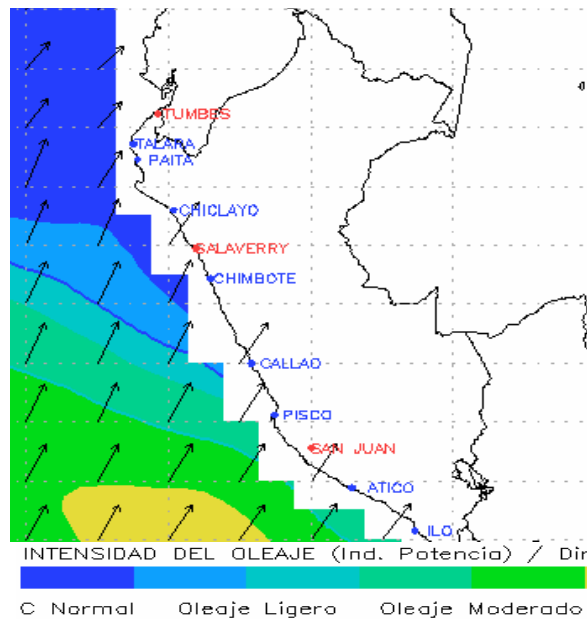 TUMBES
TALARA
PAITA
CHICLAYO
SALAVERRY
CHIMBOTE
CALLAO
PISCO
SAN JUAN
ATICO
ILO
INTENSIDAD DEL OLEAJE (Ind. Potencia) / Dir
C Normal Oleaje Ligero Oleaje Moderado